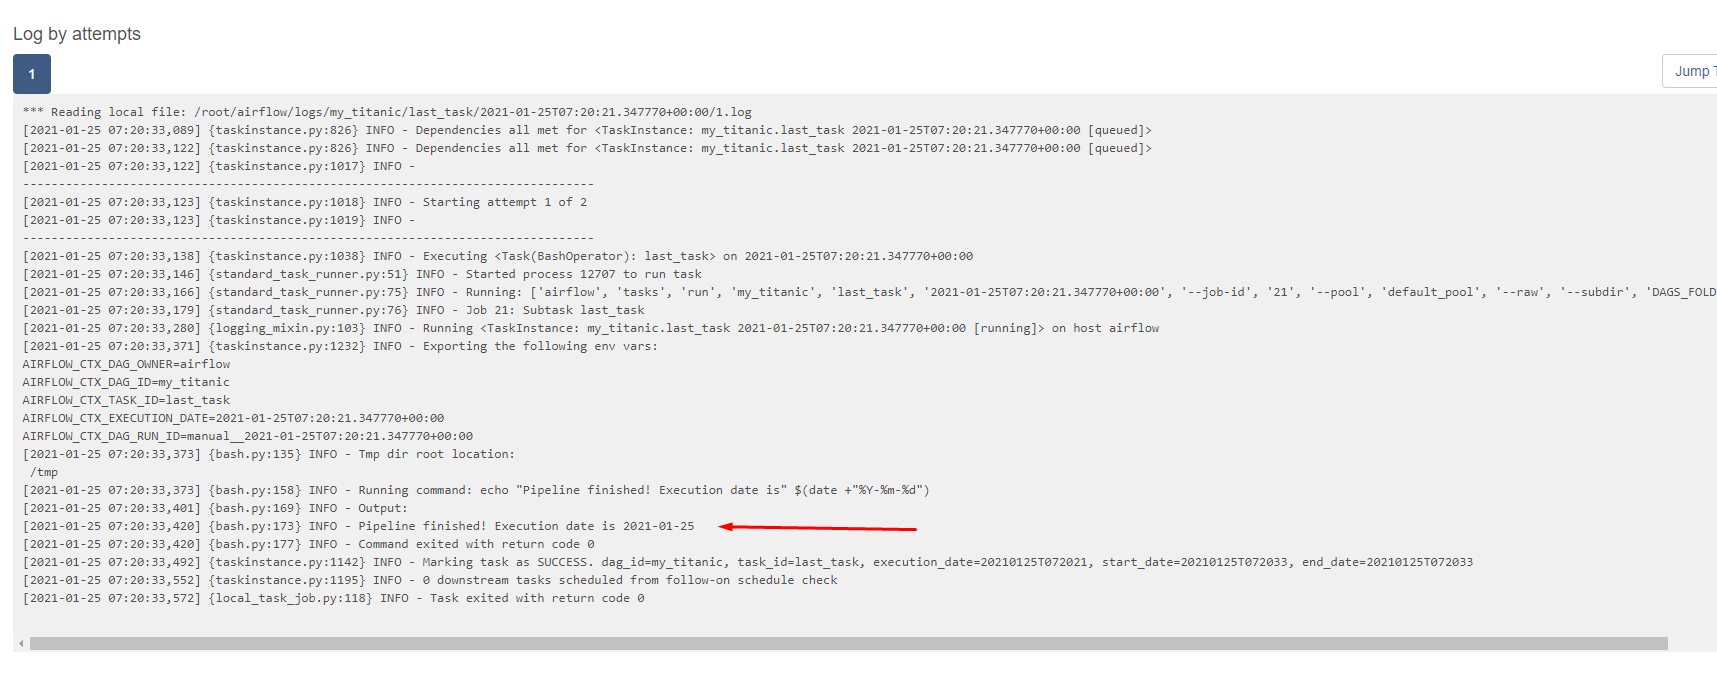 Log by attempts
1
Jump T
*** Reading local file: /root/airflow/logs/my_titanic/last_task/2021-01-25T07:20:21.347770+00:00/1.log
[2021-01-25 07:20:33,089] {taskinstance.py:826} INFO - Dependencies all met for <TaskInstance: my_titanic.last_task 2021-01-25T07:20:21.347770+00:00 [queued]>
[2021-01-25 07:20:33,122] {taskinstance.py:826} INFO - Dependencies all met for <TaskInstance: my_titanic.last_task 2021-01-25T07:20:21.347770+00:00 [queued]>
[2021-01-25 07:20:33,122] {taskinstance.py:1017} INFO -
--------------------------------------------------------------------------------
[2021-01-25 07:20:33,123] {taskinstance.py:1018} INFO - Starting attempt 1 of 2
[2021-01-25 07:20:33,123] {taskinstance.py:1019} INFO -
--------------------------------------------------------------------------------
[2021-01-25 07:20:33,138] {taskinstance.py:1038} INFO - Executing <Task(BashOperator): last_task> on 2021-01-25T07:20:21.347770+00:00
[2021-01-25 07:20:33,146] {standard_task_runner.py:51} INFO - Started process 12707 to run task
[2021-01-25 07:20:33,166] {standard_task_runner.py:75} INFO - Running: ['airflow', 'tasks', 'run', 'my_titanic', 'last_task', '2021-01-25T07:20:21.347770+00:00', '--job-id', '21', '--pool', 'default_pool', '--raw', '--subdir', 'DAGS_FOLD
[2021-01-25 07:20:33,179] {standard_task_runner.py:76} INFO - Job 21: Subtask last_task
[2021-01-25 07:20:33,280] {logging_mixin.py:103} INFO - Running <TaskInstance: my_titanic.last_task 2021-01-25T07:20:21.347770+00:00 [running]> on host airflow
[2021-01-25 07:20:33,371] {taskinstance.py:1232} INFO - Exporting the following env vars:
AIRFLOW_CTX_DAG_OWNER=airflow
AIRFLOW_CTX_DAG_ID=my_titanic
AIRFLOW_CTX_TASK_ID=last_task
AIRFLOW_CTX_EXECUTION_DATE=2021-01-25T07:20:21.347770+00:00
AIRFLOW_CTX_DAG_RUN_ID=manual__2021-01-25T07:20:21.347770+00:00
[2021-01-25 07:20:33,373] {bash.py:135} INFO - Tmp dir root location:
/tmp
[2021-01-25 07:20:33,373] {bash.py:158} INFO - Running command: echo "Pipeline finished! Execution date is" $(date +"%Y-%m-%d")
[2021-01-25 07:20:33,401] {bash.py:169} INFO - Output:
[2021-01-25 07:20:33,420] {bash.py:173} INFO - Pipeline finished! Execution date is 2021-01-25
[2021-01-25 07:20:33,420] {bash.py:177} INFO - Command exited with return code 0
[2021-01-25 07:20:33,492] {taskinstance.py:1142} INFO - Marking task as SUCCESS. dag_id=my_titanic, task_id=last_task, execution_date=20210125T072021, start_date=20210125T072033, end_date=20210125T072033
[2021-01-25 07:20:33,552] {taskinstance.py:1195} INFO - 0 downstream tasks scheduled from follow-on schedule check
[2021-01-25 07:20:33,572] {local_task_job.py:118} INFO - Task exited with return code 0